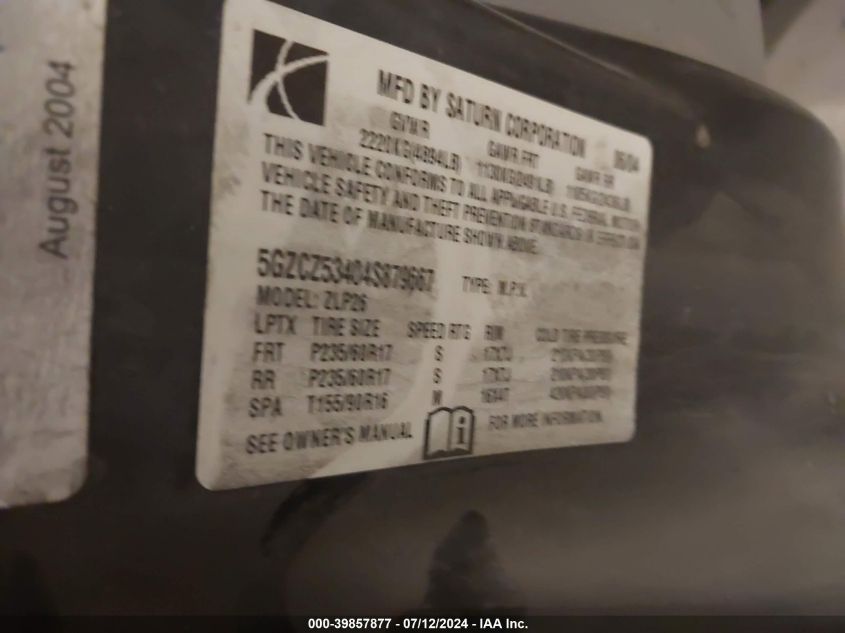 August 2004
MFD BY SATURN CORPORATION 06/04
GVWR GAWR FRT GAWR RR
2220KG(4894LB)
THIS VEHICLE CONFORMS TO ALL APPLICABLE U.S. FEDERAL MOTOR
VEHICLE SAFETY AND THEFT PREVENTION STANDARDS IN EFFECT ON
THE DATE OF MANUFACTURE SHOWN ABOVE.
5GZCZ53404S879667 TYPE: M.P.V.
MODEL: ZLP26
LPTX TIRE SIZE SPEED RTG RIM COLD TIRE PRESSURE
FRT P235/60R17 S 17X7J
RR P235/60R17 S 17X7J
SPA T155/90R16 M 16X4T
SEE OWNER'S MANUAL i FOR MORE INFORMATION.
000-39857877 - 07/12/2024 - IAA Inc.